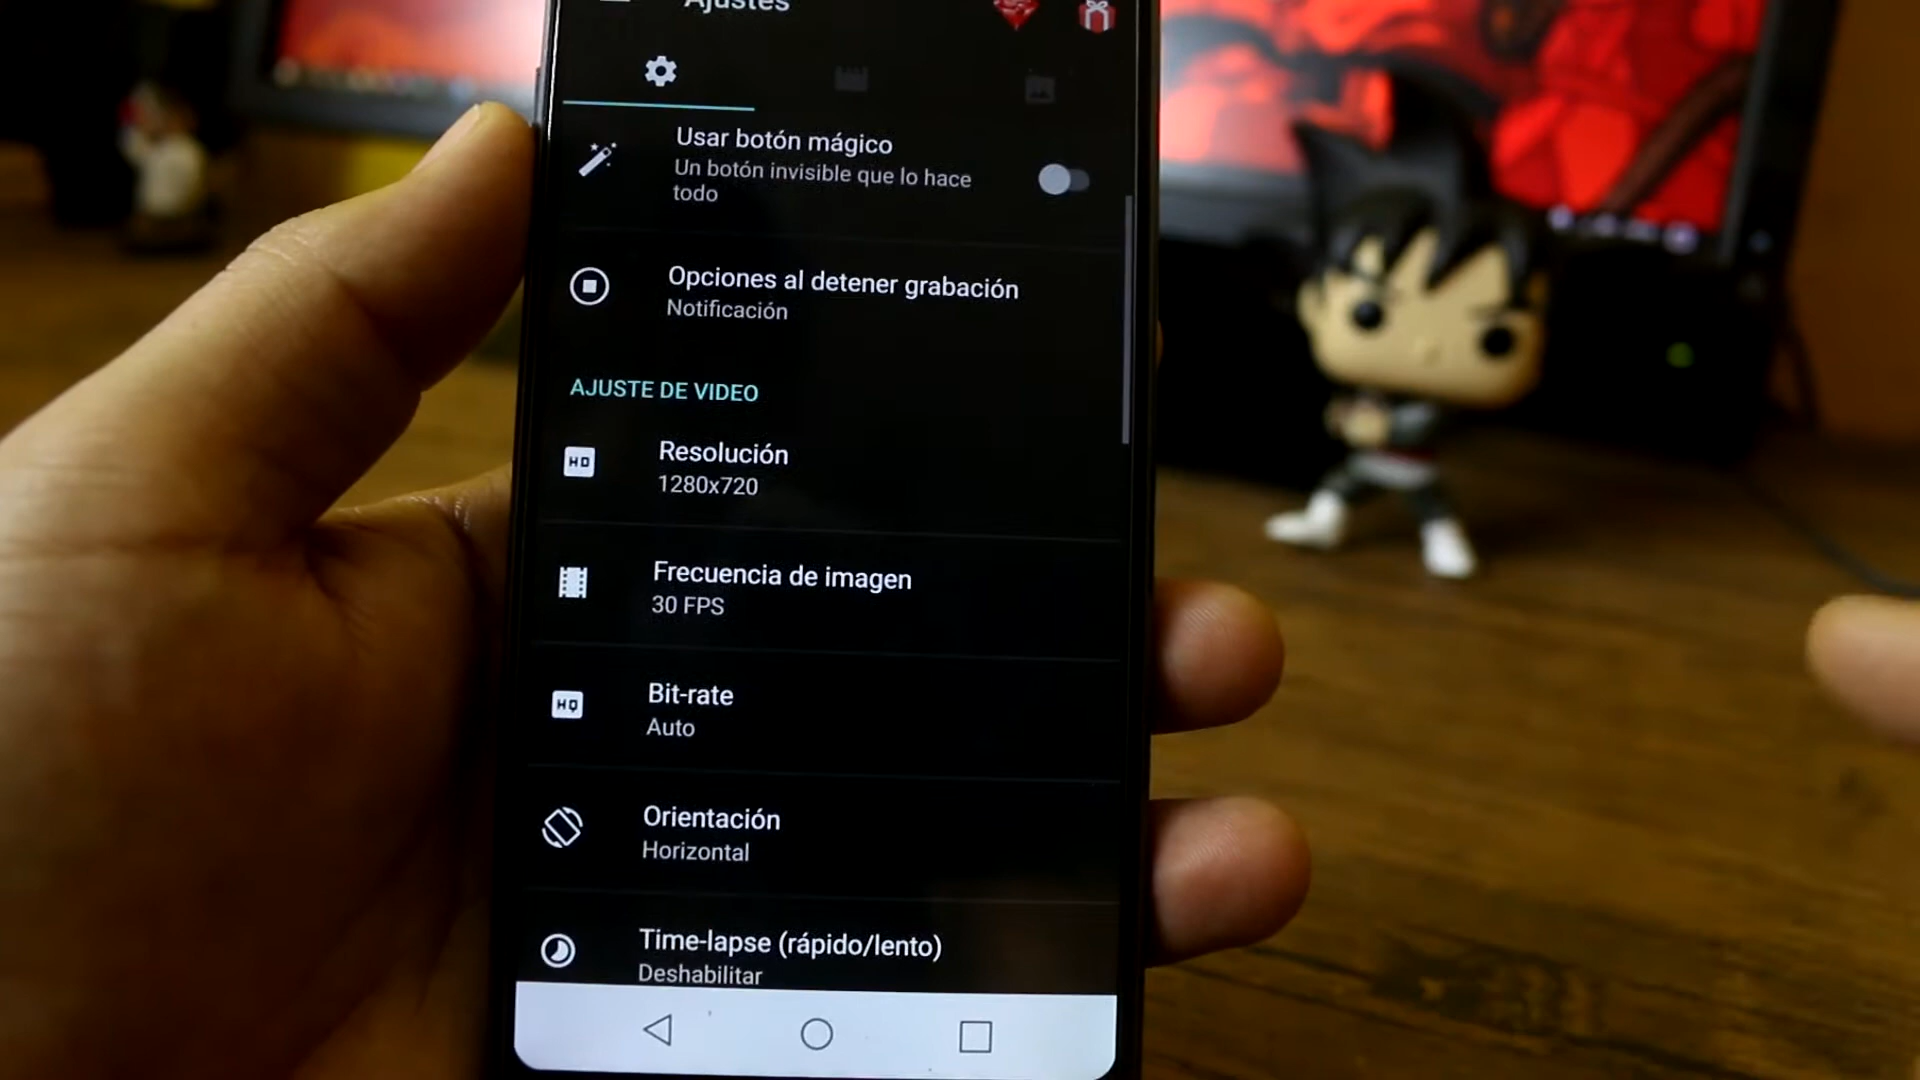 Ajustes
Usar botón mágico
Un botón invisible que lo hace
todo
Opciones al detener grabación
Notificación
AJUSTE DE VIDEO
HD
Resolución
1280x720
Frecuencia de imagen
30 FPS
HQ
Bit-rate
Auto
Orientación
Horizontal
Time-lapse (rápido/lento)
Deshabilitar